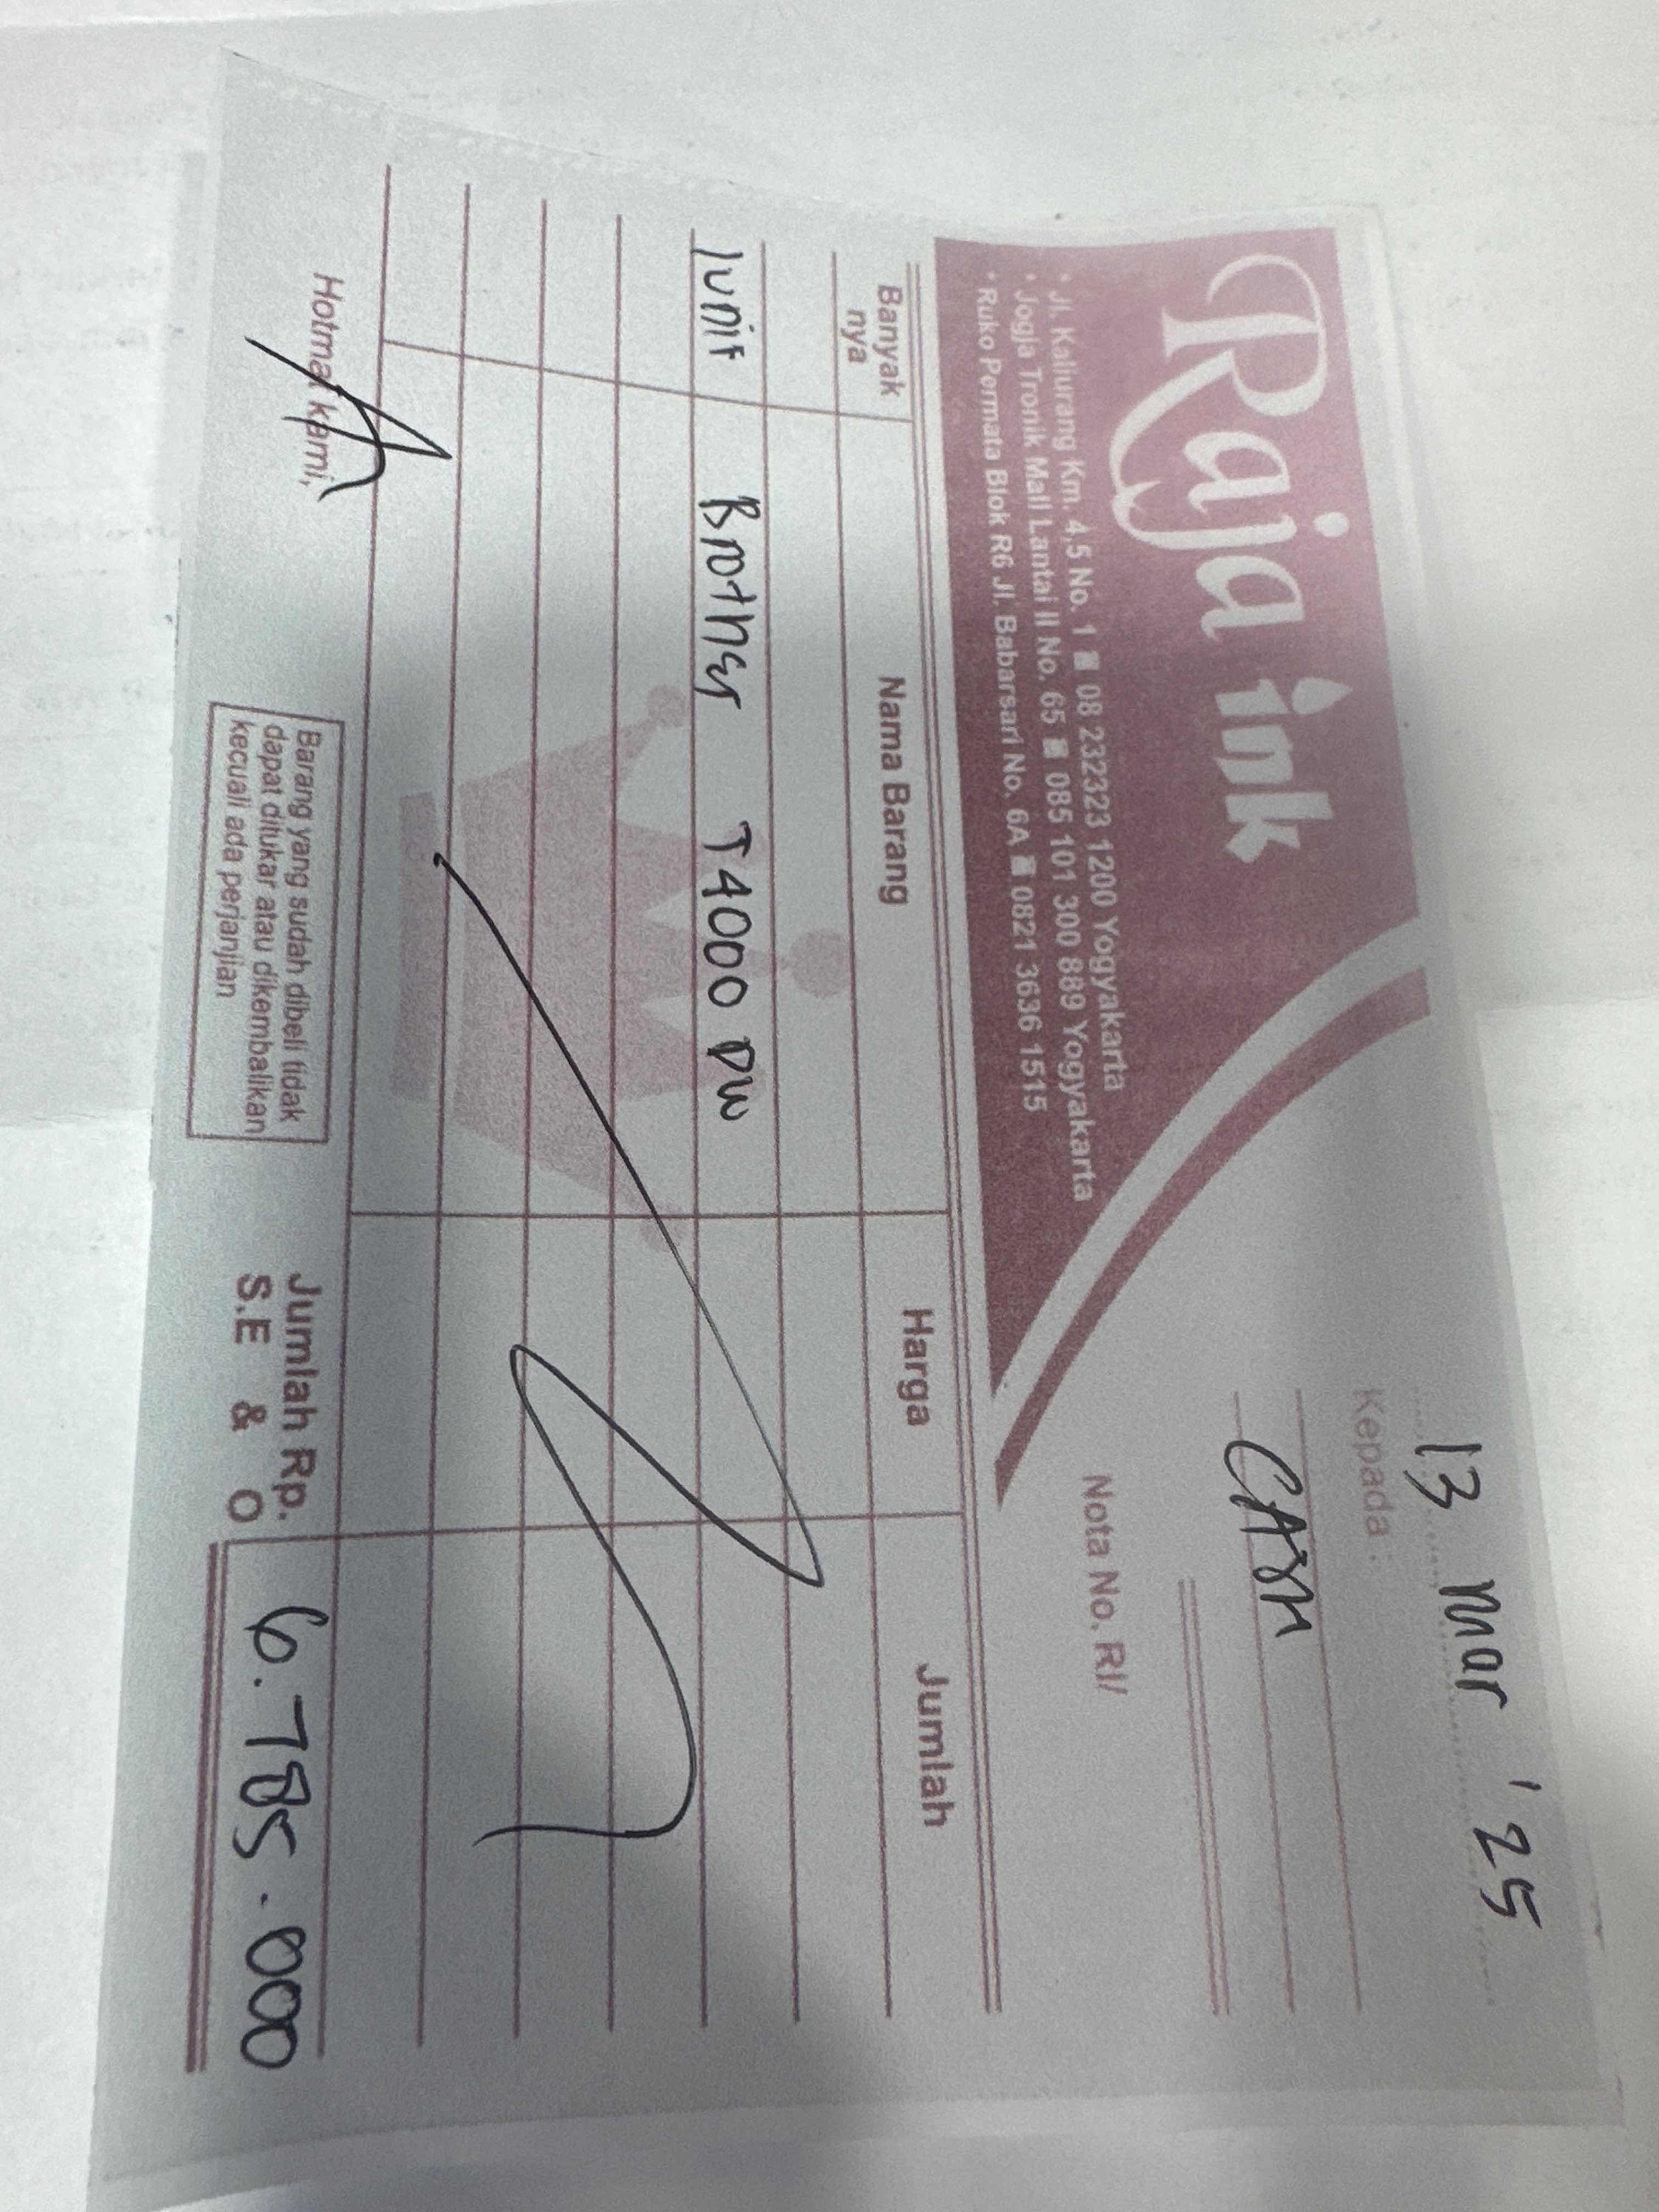 Raja ink
• Jl. Kaliurang Km. 4,5 No. 1 08 232323 1200 Yogyakarta
• Jogja Tronik Mall Lantai II No. 65 085 101 300 889 Yogyakarta
• Ruko Permata Blok R6 Jl. Babarsari No. 6A 0821 3636 1515
13 Mar '25
Kepada :
CASH
Nota No. RI/
Banyak nya Nama Barang Harga Jumlah
1 unit Brother T4000 DW
Hormat kami,
Barang yang sudah dibeli tidak
dapat ditukar atau dikembalikan
kecuali ada perjanjian
Jumlah Rp. 6.785.000
S.E & O